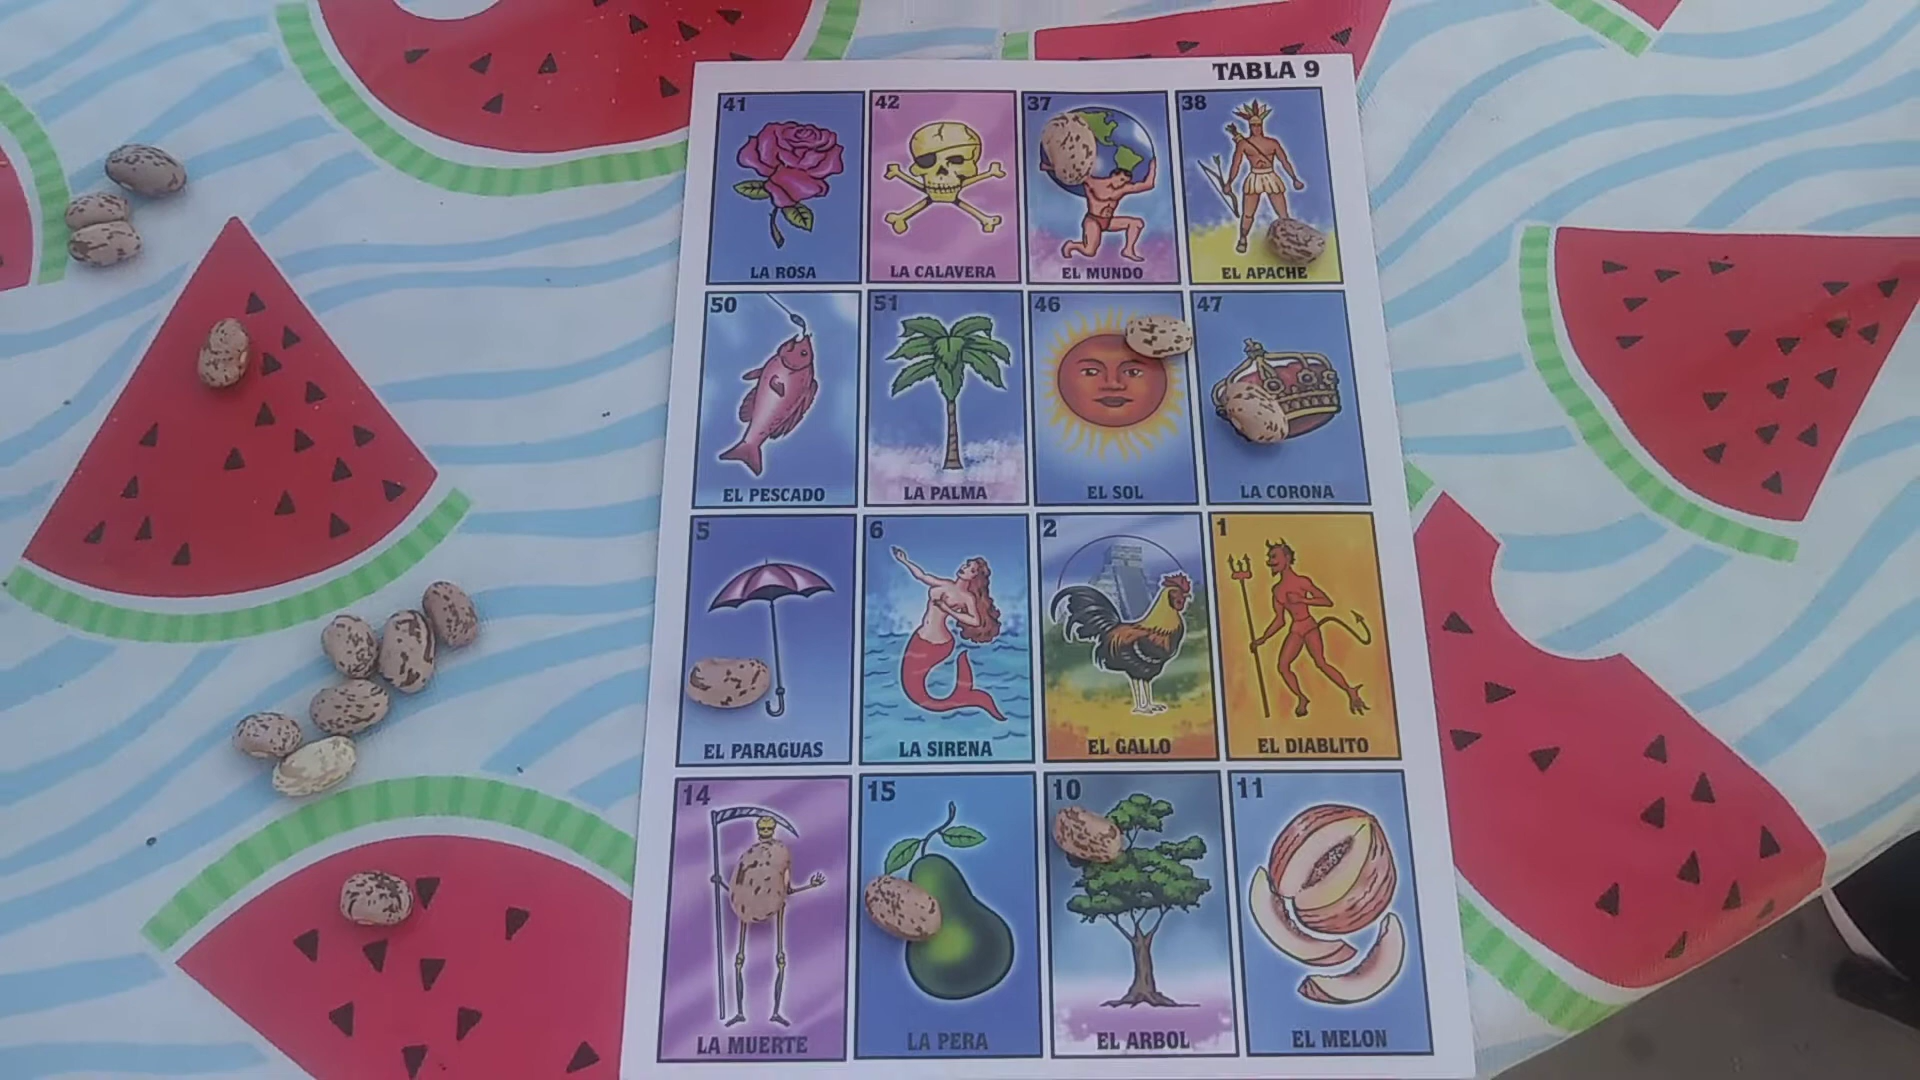 TABLA 9
41 42 37 38
LA ROSA LA CALAVERA EL MUNDO EL APACHE
50 51 46 47
EL PESCADO LA PALMA EL SOL LA CORONA
5 6 2 1
EL PARAGUAS LA SIRENA EL GALLO EL DIABLITO
14 15 10 11
LA MUERTE LA PERA EL ARBOL EL MELON